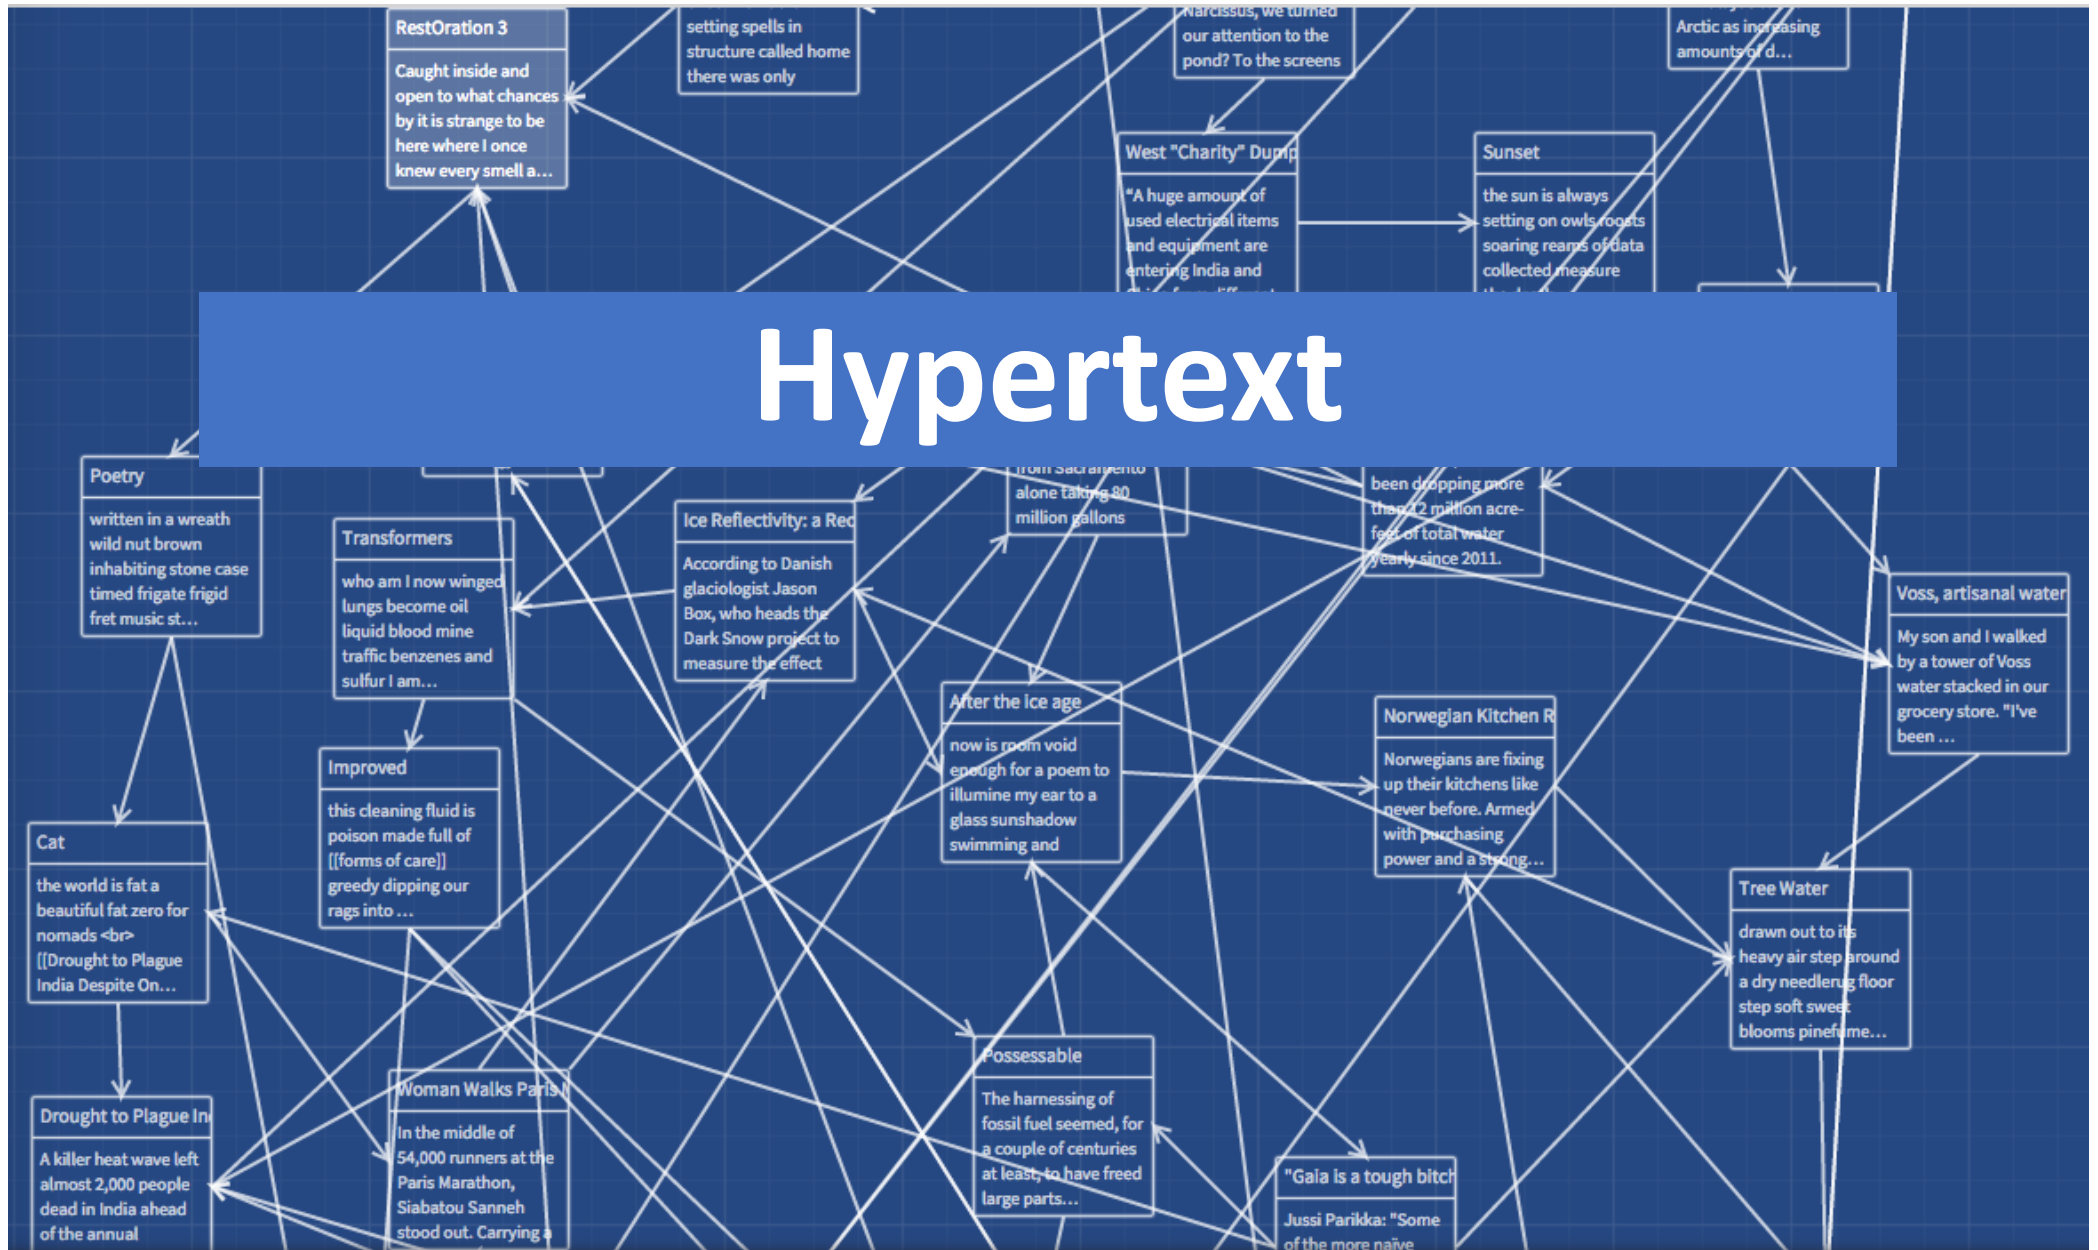 RestOration 3
Caught inside and
open to what chances
by it is strange to be
here where I once
knew every smell a...
setting spells in
structure called home
there was only
Narcissus, we turned
our attention to the
pond? To the screens
Arctic as increasing
amounts of d...
West "Charity" Dump
"A huge amount of
used electrical items
and equipment are
entering India and
Sunset
the sun is always
setting on owls roosts
soaring reams of data
collected measure
Hypertext
Poetry
written in a wreath
wild nut brown
inhabiting stone case
timed frigate frigid
fret music st...
Transformers
who am I now winged
lungs become oil
liquid blood mine
traffic benzenes and
sulfur I am...
Ice Reflectivity: a Rec
According to Danish
glaciologist Jason
Box, who heads the
Dark Snow project to
measure the effect
from Sacramento
alone taking 80
million gallons
been dropping more
than 12 million acre-
feet of total water
yearly since 2011.
Voss, artisanal water
My son and I walked
by a tower of Voss
water stacked in our
grocery store. "I've
been ...
Improved
this cleaning fluid is
poison made full of
[[forms of care]]
greedy dipping our
rags into ...
After the ice age
now is room void
enough for a poem to
illumine my ear to a
glass sunshadow
swimming and
Norwegian Kitchen R
Norwegians are fixing
up their kitchens like
never before. Armed
with purchasing
power and a strong...
Cat
the world is fat a
beautiful fat zero for
nomads <br>
[[Drought to Plague
India Despite On...
Tree Water
drawn out to its
heavy air step around
a dry needlerug floor
step soft sweet
blooms pinefume...
Drought to Plague In
A killer heat wave left
almost 2,000 people
dead in India ahead
of the annual
Woman Walks Paris
In the middle of
54,000 runners at the
Paris Marathon,
Siabatou Sanneh
stood out. Carrying a
Possessable
The harnessing of
fossil fuel seemed, for
a couple of centuries
at least, to have freed
large parts...
"Gaia is a tough bitch
Jussi Parikka: "Some
of the more naïve